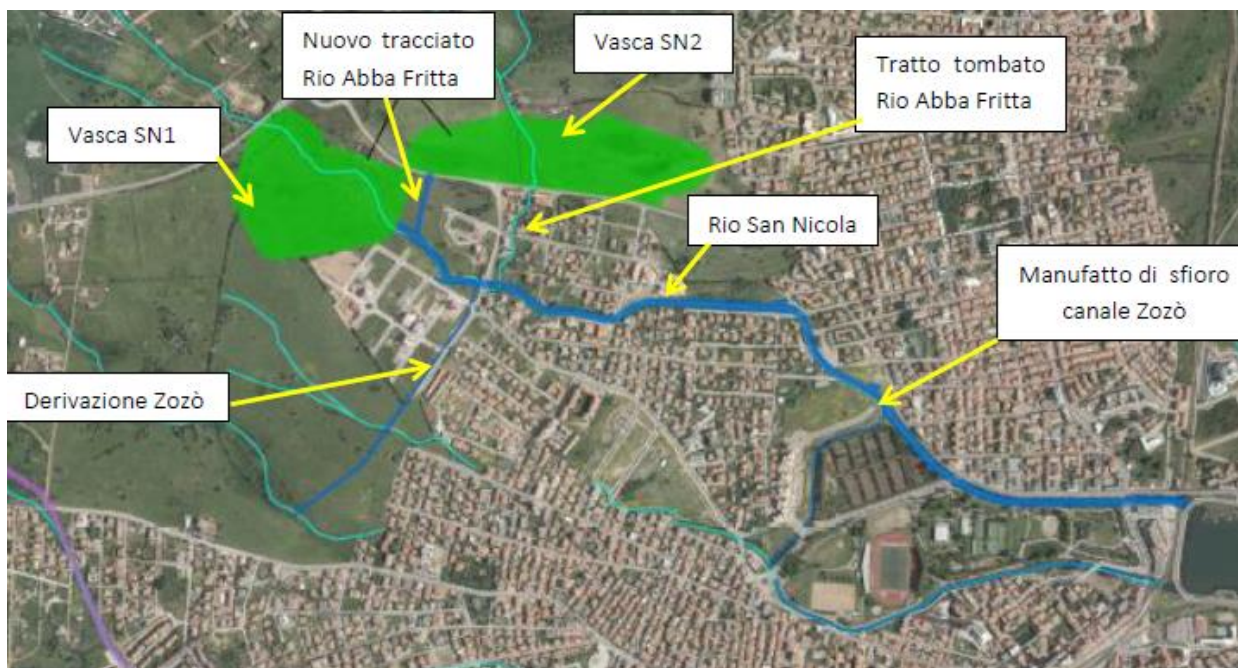 Nuovo tracciato
Rio Abba Fritta
Vasca SN2
Tratto tombato
Rio Abba Fritta
Vasca SN1
Rio San Nicola
Manufatto di sfioro
canale Zozò
Derivazione Zozò